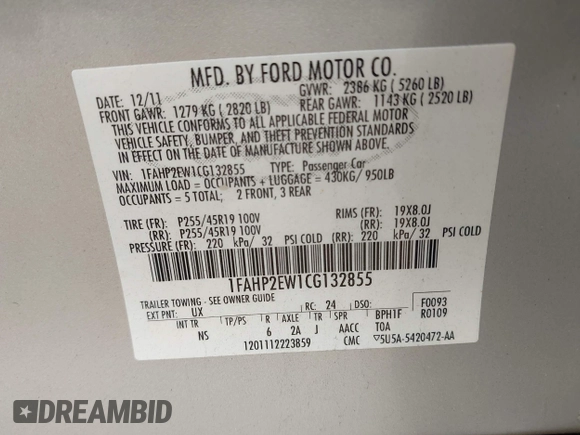 MFD. BY FORD MOTOR CO.
DATE: 12/11 GVWR: 2386 KG ( 5260 LB)
FRONT GAWR: 1279 KG ( 2820 LB) REAR GAWR: 1143 KG ( 2520 LB)
THIS VEHICLE CONFORMS TO ALL APPLICABLE FEDERAL MOTOR
VEHICLE SAFETY, BUMPER, AND THEFT PREVENTION STANDARDS
IN EFFECT ON THE DATE OF MANUFACTURE SHOWN ABOVE.
VIN: 1FAHP2EW1CG132855 TYPE: Passenger Car
MAXIMUM LOAD = OCCUPANTS + LUGGAGE = 430KG/ 950LB
OCCUPANTS = 5 TOTAL; 2 FRONT, 3 REAR
TIRE (FR): P255/45R19 100V RIMS (FR): 19X8.0J
(RR): P255/45R19 100V (RR): 19X8.0J
PRESSURE (FR): 220 kPa/ 32 PSI COLD (RR): 220 kPa/ 32 PSI COLD
1FAHP2EW1CG132855
TRAILER TOWING - SEE OWNER GUIDE
EXT PNT: UX RC: 24 DSO: F0093
INT TR TP/PS R AXLE TR SPR BPH1F R0109
NS 6 2A J AACC TOA
1201112223859 CMC ▽5U5A-5420472-AA
DREAMBID